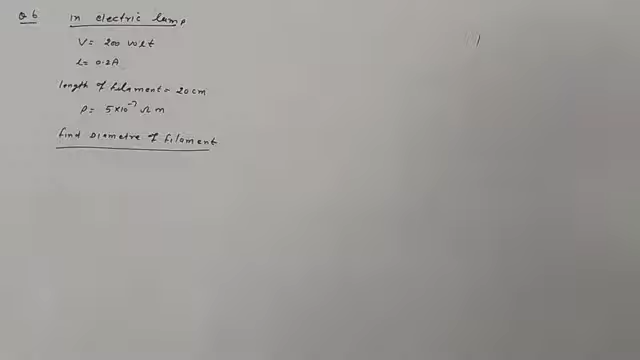 Q 6 in electric lamp
V = 200 volt
i = 0.2A
length of filament = 20 cm
ρ = 5 × 10⁻⁷ Ω m
find Diametre of filament